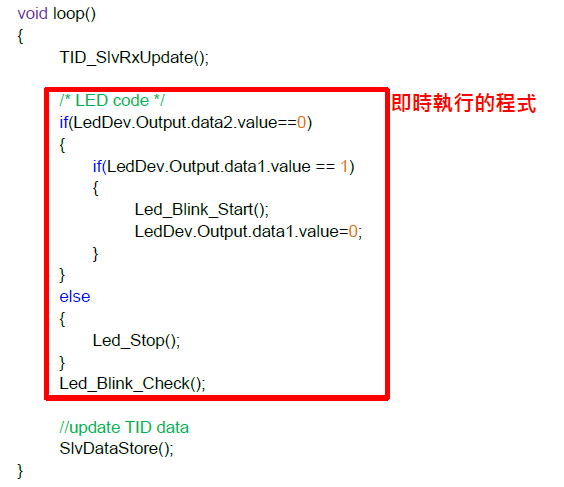 void loop()
{
TID_SlvRxUpdate();
/* LED code */
if(LedDev.Output.data2.value==0)
{
if(LedDev.Output.data1.value == 1)
{
Led_Blink_Start();
LedDev.Output.data1.value=0;
}
}
else
{
Led_Stop();
}
Led_Blink_Check();
即時執行的程式
//update TID data
SlvDataStore();
}